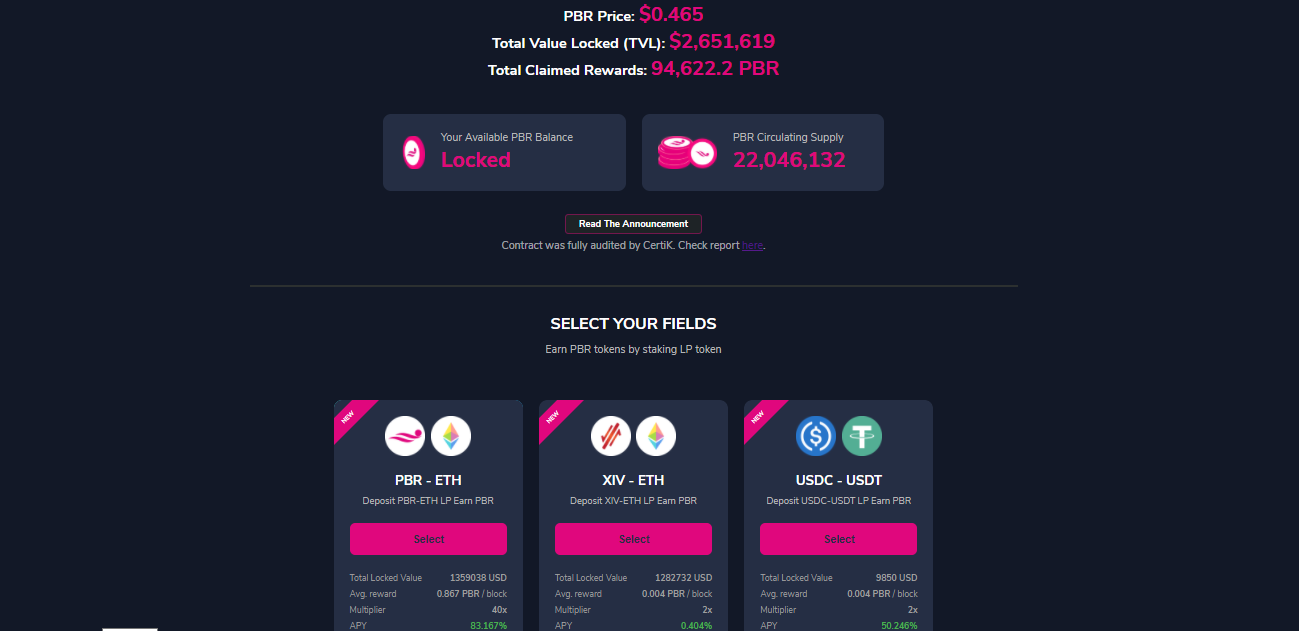 PBR Price: $0.465
Total Value Locked (TVL): $2,651,619
Total Claimed Rewards: 94,622.2 PBR
Your Available PBR Balance
Locked
PBR Circulating Supply
22,046,132
Read The Announcement
Contract was fully audited by CertiK. Check report here.
SELECT YOUR FIELDS
Earn PBR tokens by staking LP token
NEW
PBR - ETH
Deposit PBR-ETH LP Earn PBR
Select
Total Locked Value 1359038 USD
Avg. reward 0.867 PBR / block
Multiplier 40x
APY 83.167%
NEW
XIV - ETH
Deposit XIV-ETH LP Earn PBR
Select
Total Locked Value 1282732 USD
Avg. reward 0.004 PBR / block
Multiplier 2x
APY 0.404%
NEW
USDC - USDT
Deposit USDC-USDT LP Earn PBR
Select
Total Locked Value 9850 USD
Avg. reward 0.004 PBR / block
Multiplier 2x
APY 50.246%